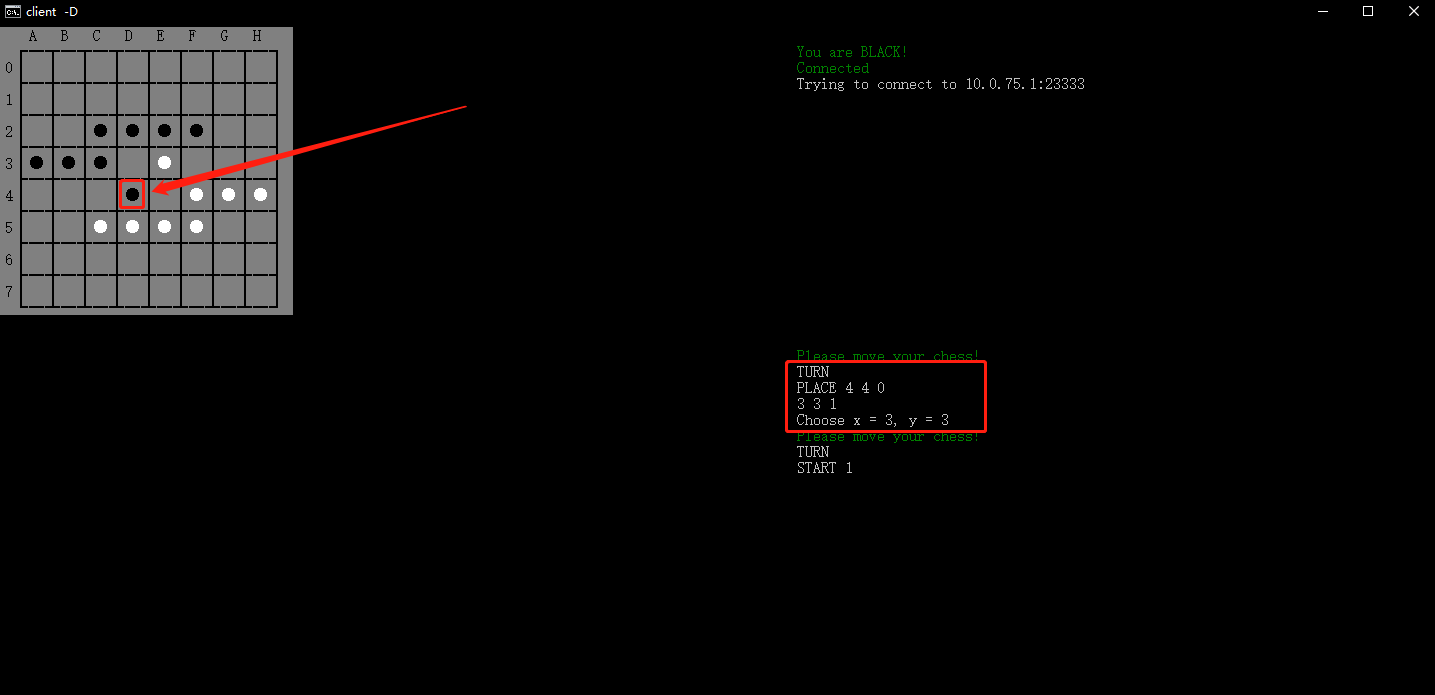 client -D
A B C D E F G H
0
1
2
3
4
5
6
7
You are BLACK!
Connected
Trying to connect to 10.0.75.1:23333
Please move your chess!
TURN
PLACE 4 4 0
3 3 1
Choose x = 3, y = 3
Please move your chess!
TURN
START 1